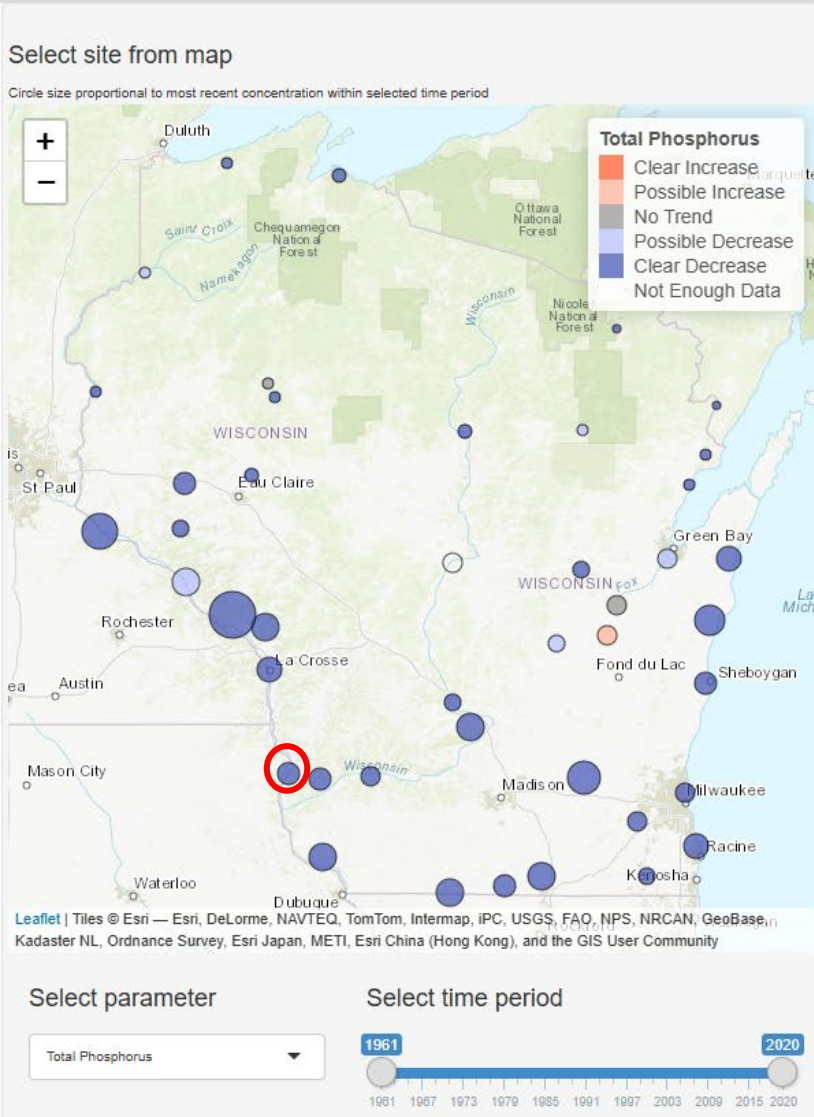 Select site from map
Circle size proportional to most recent concentration within selected time period
+
−
Duluth
Total Phosphorus
Clear Increase
Possible Increase
No Trend
Possible Decrease
Clear Decrease
Not Enough Data
Saint Croix
Namekagon
Chequamegon
National
Forest
Ottawa
National
Forest
Wisconsin
Nicole
National
Forest
WISCONSIN
is
St Paul
Eau Claire
Green Bay
WISCONSIN
Fox
La
Mich
Rochester
La Crosse
Fond du Lac
Sheboygan
ea
Austin
Mason City
Wisconsin
Madison
Milwaukee
Racine
Waterloo
Kenosha
Dubuque
Leaflet | Tiles © Esri — Esri, DeLorme, NAVTEQ, TomTom, Intermap, iPC, USGS, FAO, NPS, NRCAN, GeoBase,
Kadaster NL, Ordnance Survey, Esri Japan, METI, Esri China (Hong Kong), and the GIS User Community
Rockford
Select parameter
Select time period
Total Phosphorus
1961
2020
1961 1967 1973 1979 1985 1991 1997 2003 2009 2015 2020